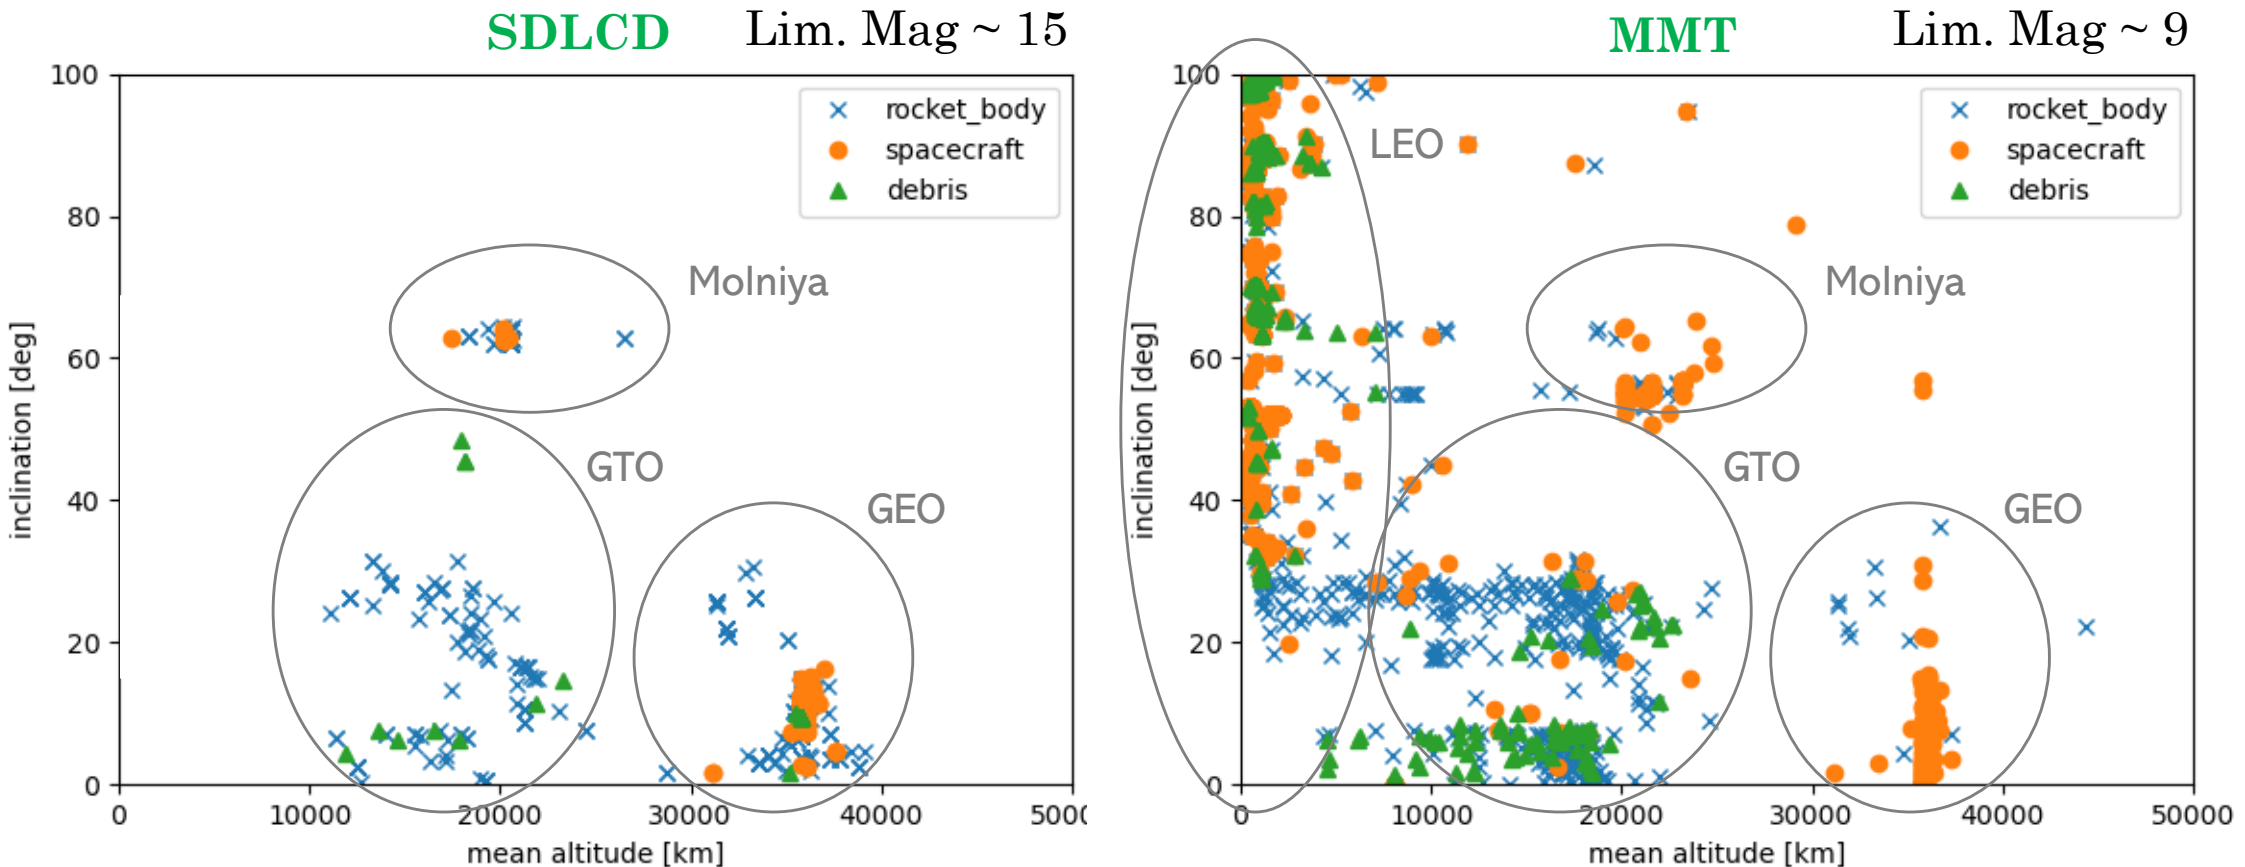 SDLCD Lim. Mag ~ 15
100
80
60
40
20
0
inclination [deg]
rocket_body
spacecraft
debris
Molniya
GTO
GEO
0 10000 20000 30000 40000 5000
mean altitude [km]
MMT Lim. Mag ~ 9
100
80
60
40
20
0
inclination [deg]
rocket_body
spacecraft
debris
LEO
Molniya
GTO
GEO
0 10000 20000 30000 40000 50000
mean altitude [km]